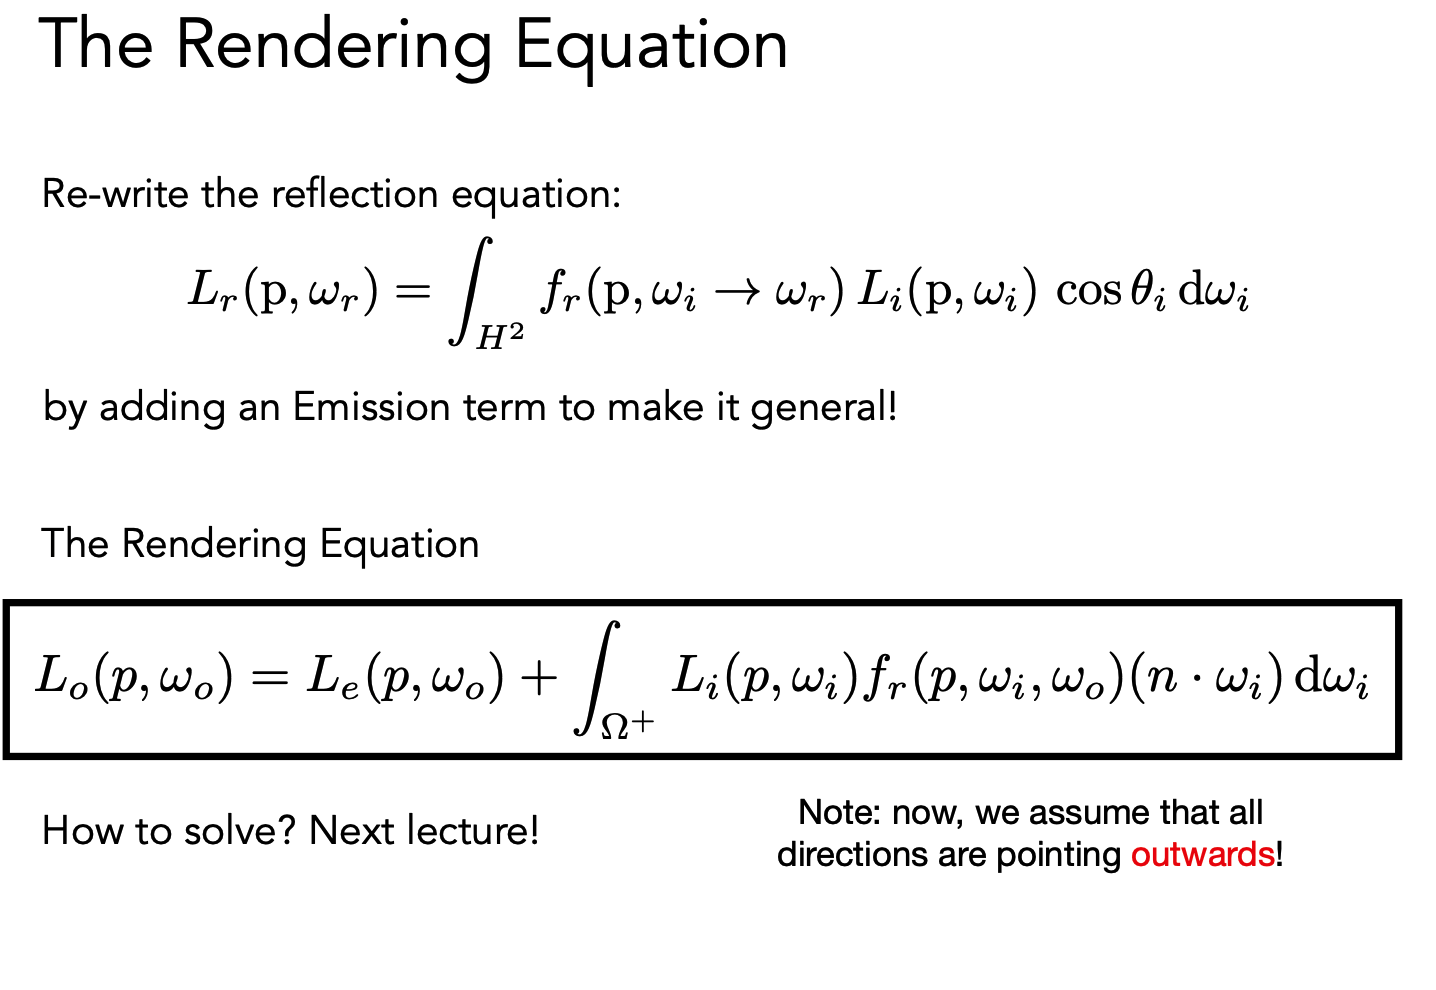 The Rendering Equation
Re-write the reflection equation:
$L_r(\mathrm{p}, \omega_r) = \int_{H^2} f_r(\mathrm{p}, \omega_i \rightarrow \omega_r) \, L_i(\mathrm{p}, \omega_i) \, \cos \theta_i \, \mathrm{d}\omega_i$
by adding an Emission term to make it general!
The Rendering Equation
$L_o(p, \omega_o) = L_e(p, \omega_o) + \int_{\Omega^+} L_i(p, \omega_i) f_r(p, \omega_i, \omega_o)(n \cdot \omega_i) \, \mathrm{d}\omega_i$
How to solve? Next lecture!
Note: now, we assume that all
directions are pointing outwards!